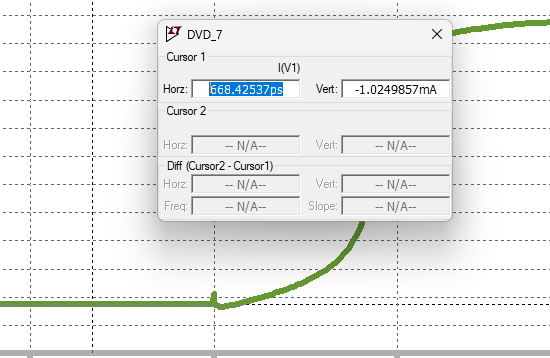 DVD_7
Cursor 1
I(V1)
Horz: 668.42537ps Vert: -1.0249857mA
Cursor 2
Horz: -- N/A-- Vert: -- N/A--
Diff (Cursor2 - Cursor1)
Horz: -- N/A-- Vert: -- N/A--
Freq: -- N/A-- Slope: -- N/A--